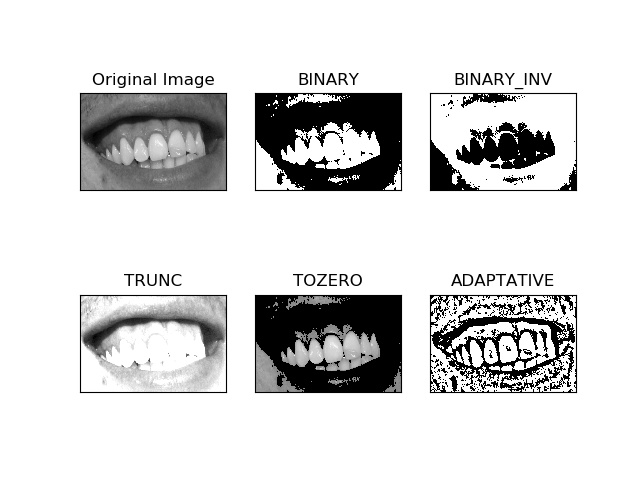 Original Image
BINARY
BINARY_INV
TRUNC
TOZERO
ADAPTATIVE